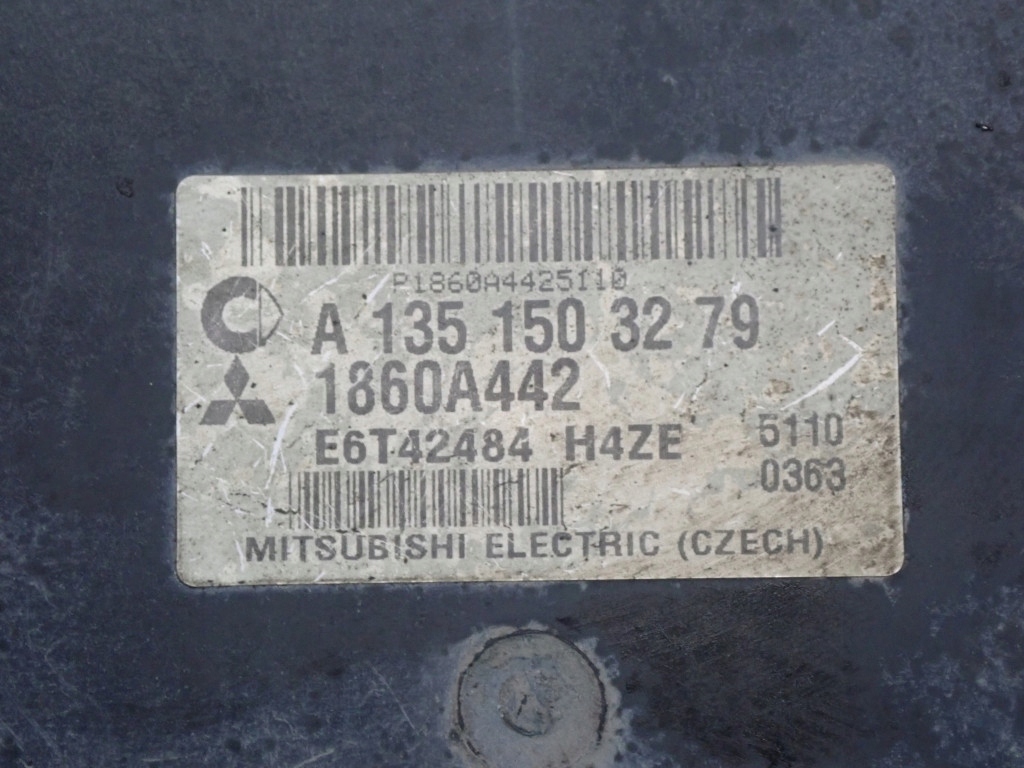 P1860A4425110
A 135 150 32 79
1860A442
E6T42484 H4ZE 5110
0363
MITSUBISHI ELECTRIC (CZECH)